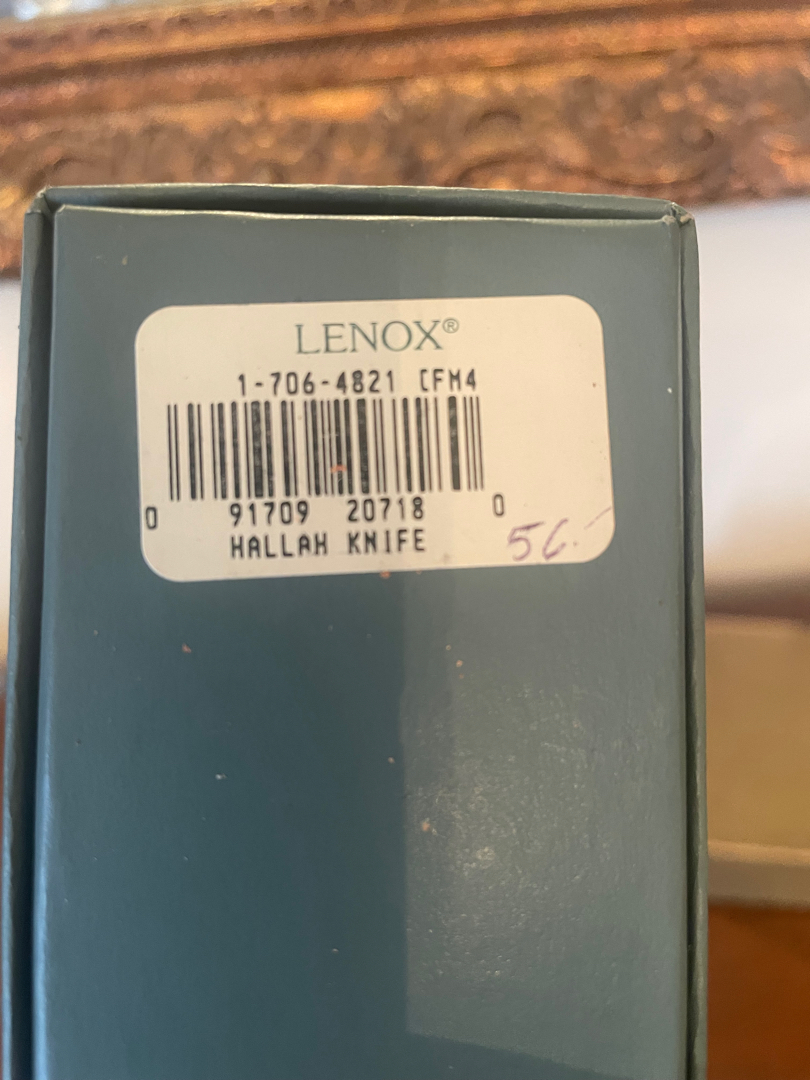 LENOX®
1-706-4821 CFM4
0 91709 20718 0
HALLAH KNIFE
56.-